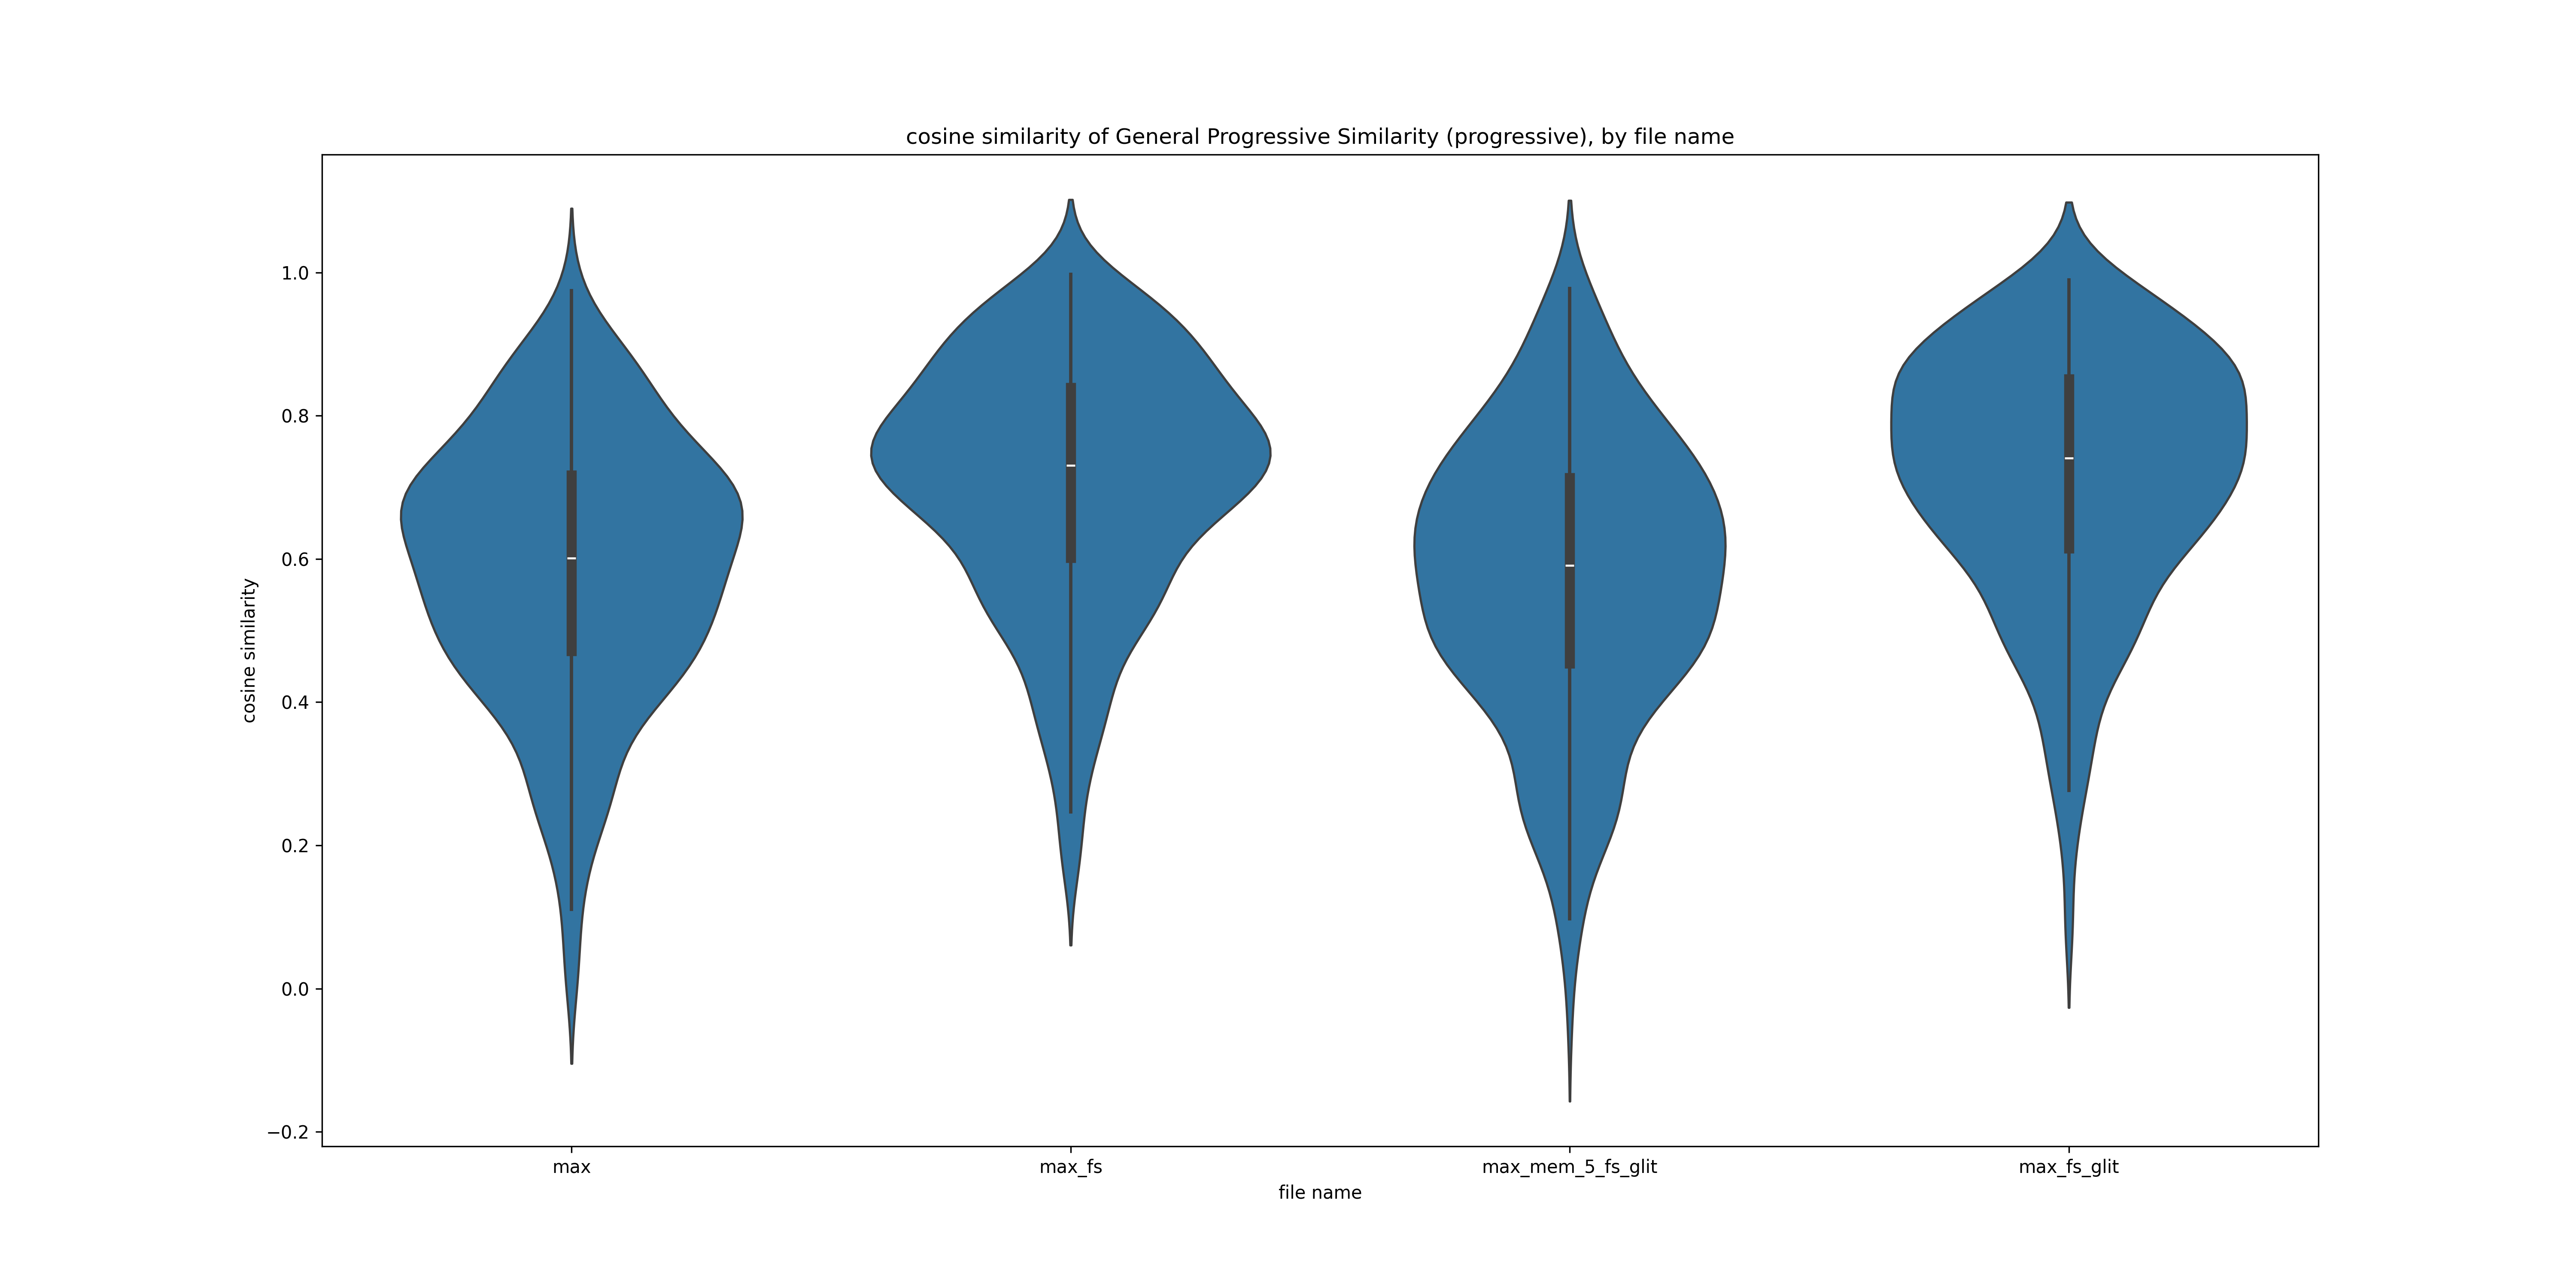 cosine similarity of General Progressive Similarity (progressive), by file name
cosine similarity
1.0
0.8
0.6
0.4
0.2
0.0
−0.2
max
max_fs
max_mem_5_fs_glit
max_fs_glit
file name